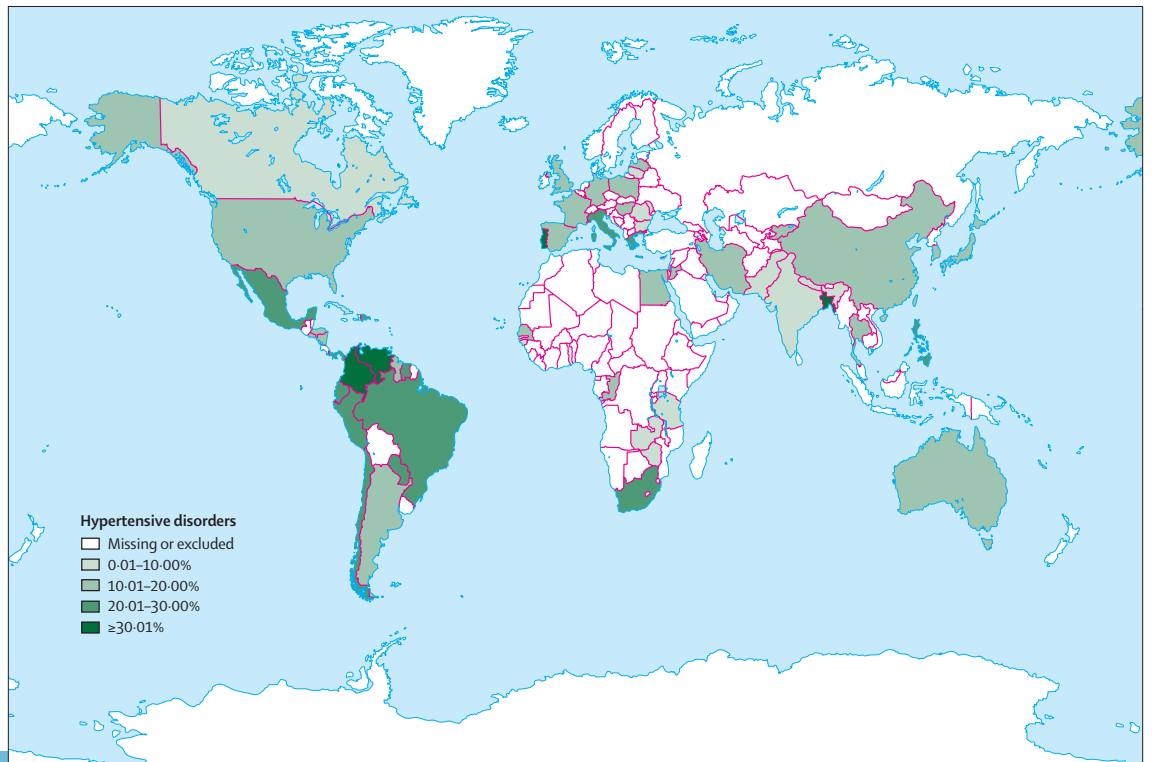 Hypertensive disorders
Missing or excluded
0·01–10·00%
10·01–20·00%
20·01–30·00%
≥30·01%